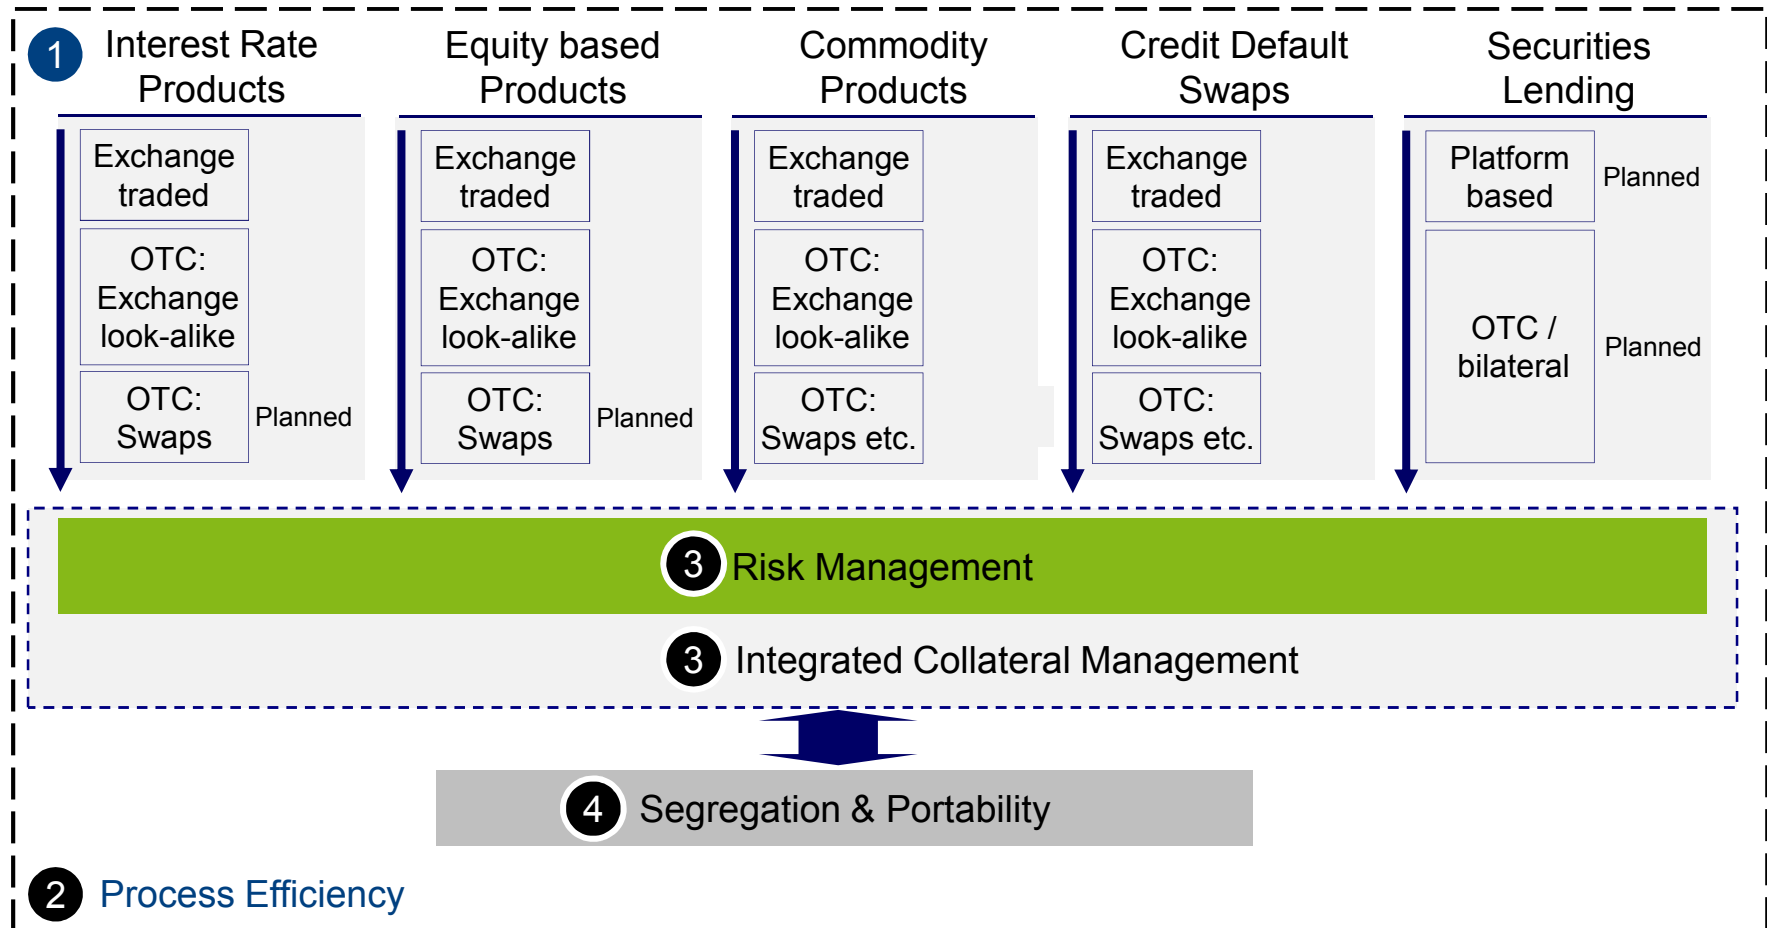 1
Interest Rate
Products
Equity based
Products
Commodity
Products
Credit Default
Swaps
Securities
Lending
Exchange
traded
OTC:
Exchange
look-alike
OTC:
Swaps
Planned
Exchange
traded
OTC:
Exchange
look-alike
OTC:
Swaps
Planned
Exchange
traded
OTC:
Exchange
look-alike
OTC:
Swaps etc.
Exchange
traded
OTC:
Exchange
look-alike
OTC:
Swaps etc.
Platform
based
Planned
OTC /
bilateral
Planned
3 Risk Management
3 Integrated Collateral Management
4 Segregation & Portability
2 Process Efficiency